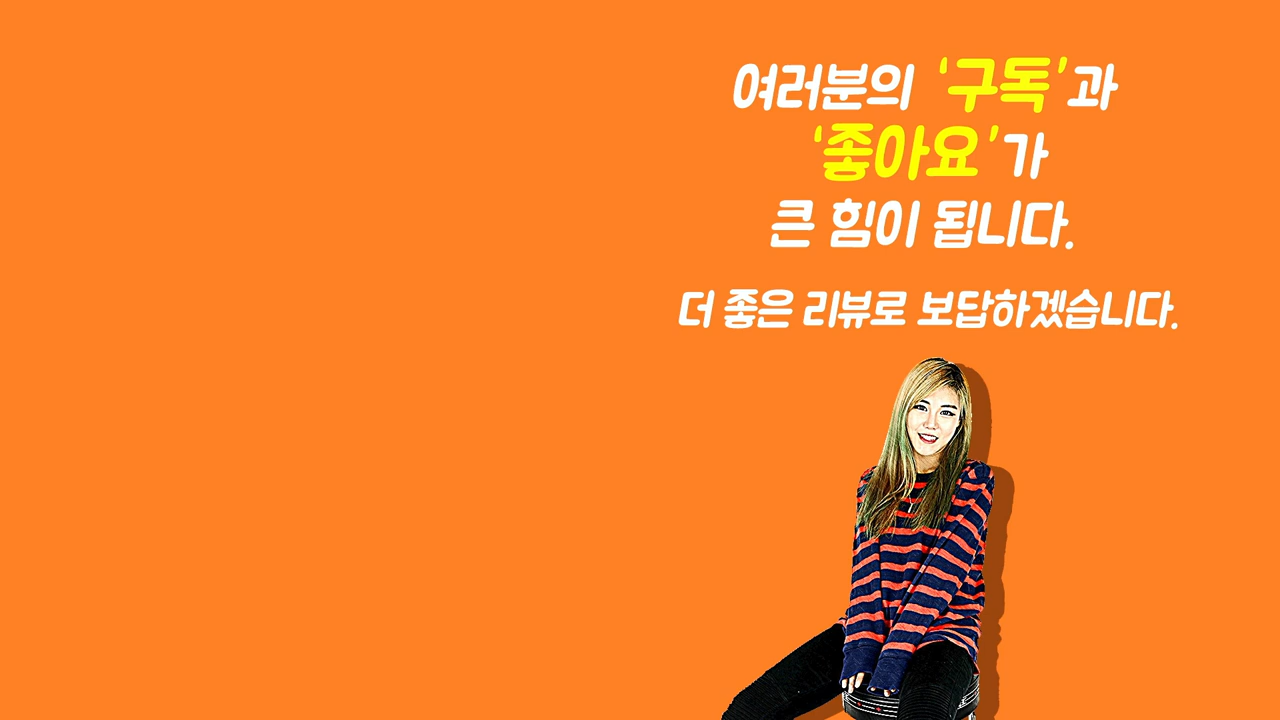 여러분의 '구독'과
'좋아요'가
큰 힘이 됩니다.
더 좋은 리뷰로 보답하겠습니다.